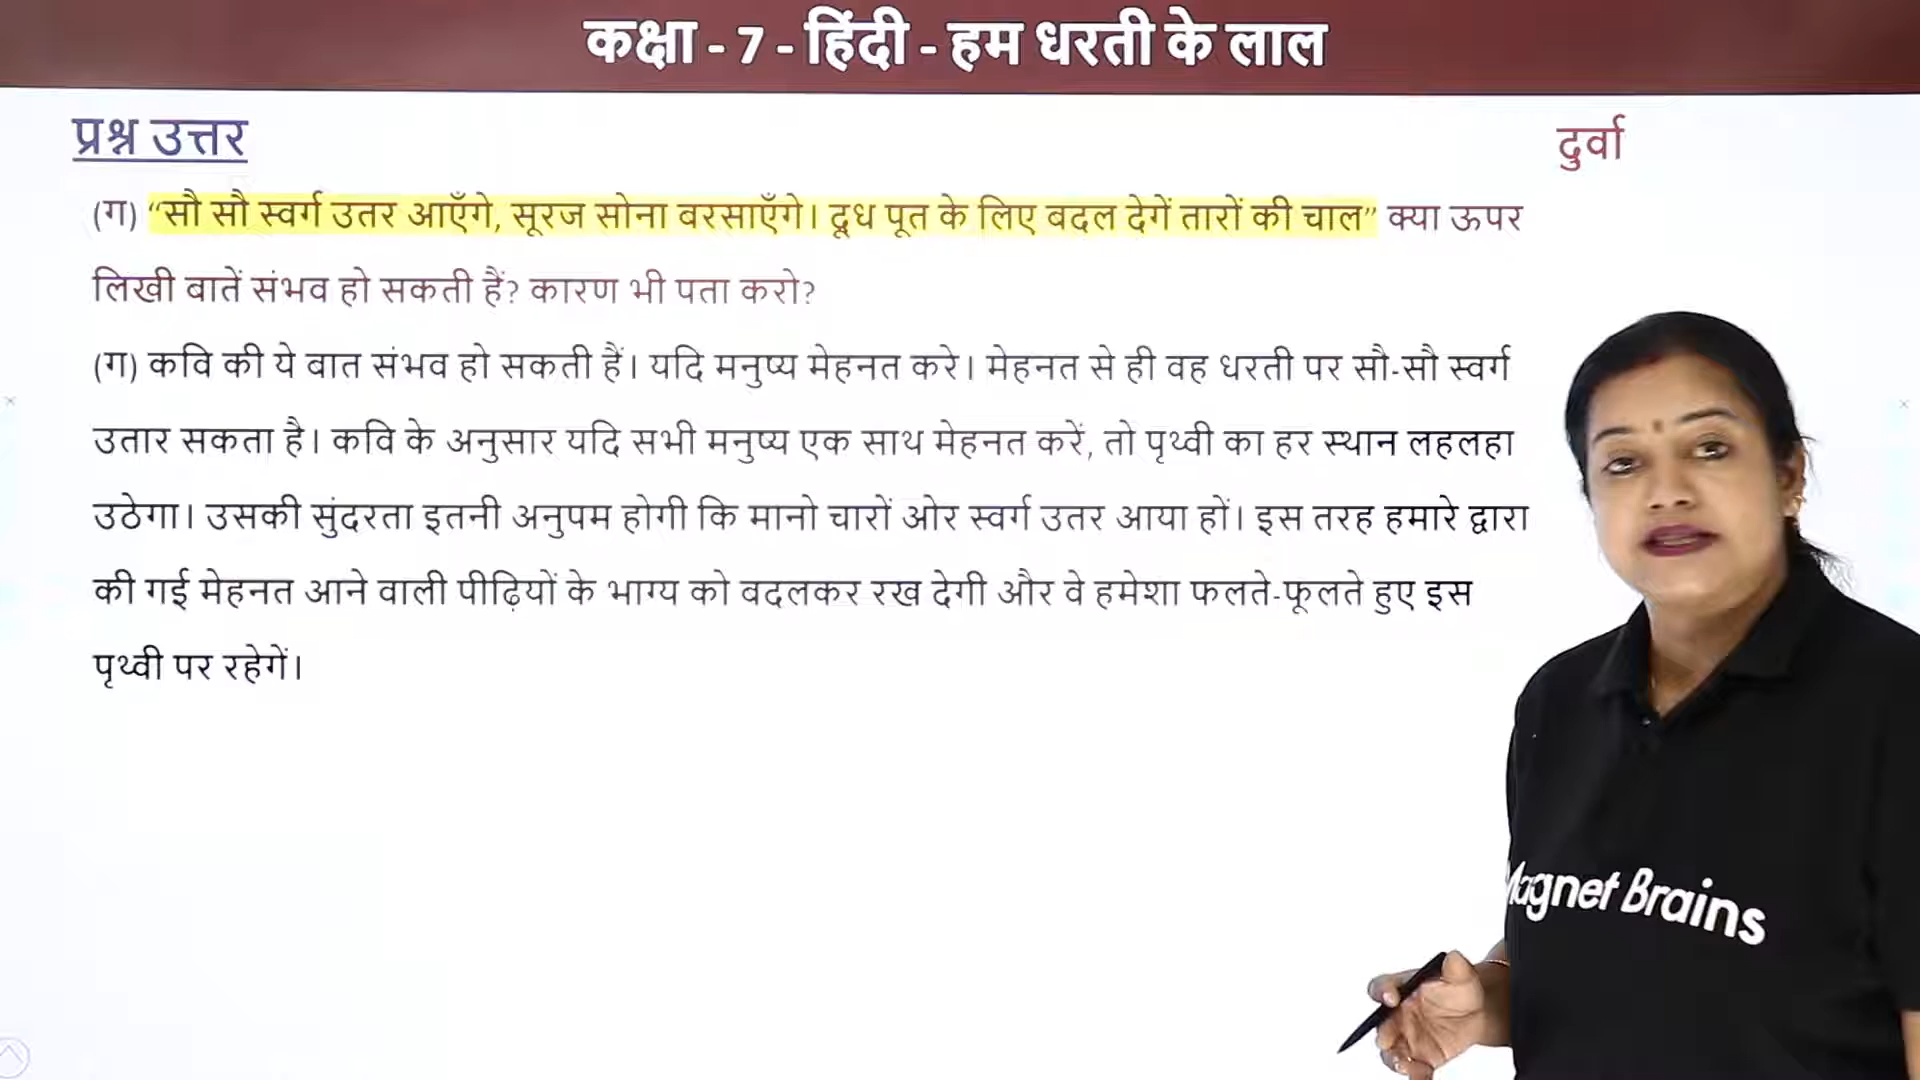 कक्षा - 7 - हिंदी - हम धरती के लाल
प्रश्न उत्तर
दुर्वा
(ग) “सौ सौ स्वर्ग उतर आएँगे, सूरज सोना वरसाएँगे। दूध पूत के लिए बदल देगें तारों की चाल” क्या ऊपर
लिखी बातें संभव हो सकती हैं? कारण भी पता करो?
(ग) कवि की ये बात संभव हो सकती हैं। यदि मनुष्य मेहनत करे। मेहनत से ही वह धरती पर सौ-सौ स्वर्ग
उतार सकता है। कवि के अनुसार यदि सभी मनुष्य एक साथ मेहनत करें, तो पृथ्वी का हर स्थान लहलहा
उठेगा। उसकी सुंदरता इतनी अनुपम होगी कि मानो चारों ओर स्वर्ग उतर आया हों। इस तरह हमारे द्वारा
की गई मेहनत आने वाली पीढ़ियों के भाग्य को बदलकर रख देगी और वे हमेशा फलते-फूलते हुए इस
पृथ्वी पर रहेगें।
Magnet Brains